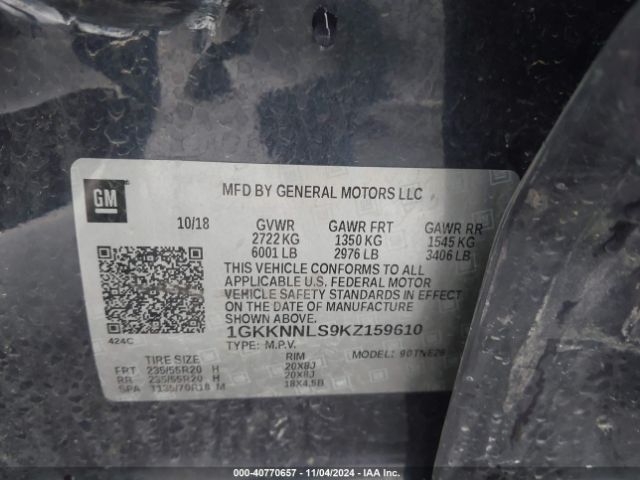 GM
MFD BY GENERAL MOTORS LLC
10/18 GVWR GAWR FRT GAWR RR
2722 KG 1350 KG 1545 KG
6001 LB 2976 LB 3406 LB
THIS VEHICLE CONFORMS TO ALL
APPLICABLE U.S. FEDERAL MOTOR
VEHICLE SAFETY STANDARDS IN EFFECT
ON THE DATE OF MANUFACTURE
SHOWN ABOVE.
1GKKNNLS9KZ159610
424C TYPE: M.P.V. MODEL:
TIRE SIZE RIM
FRT 235/55R20 H 20X8J
RR 235/55R20 H 20X8J
SPA T135/70R18 M 18X4.5B
000-40770657 - 11/04/2024 - IAA Inc.